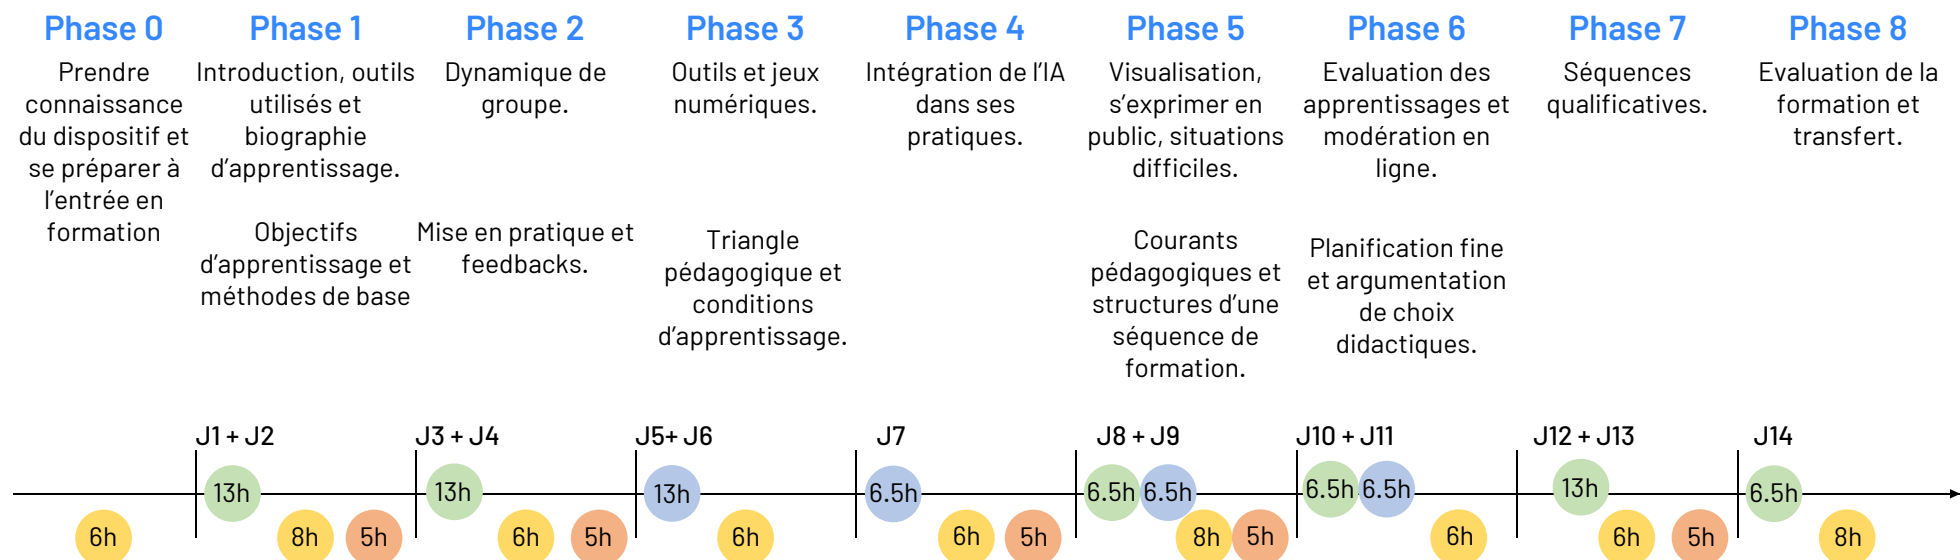 Phase 0
Prendre
connaissance
du dispositif et
se préparer à
l'entrée en
formation
Phase 1
Introduction, outils
utilisés et
biographie
d'apprentissage.
Objectifs
d'apprentissage et
méthodes de base
Phase 2
Dynamique de
groupe.
Mise en pratique et
feedbacks.
Phase 3
Outils et jeux
numériques.
Triangle
pédagogique et
conditions
d'apprentissage.
Phase 4
Intégration de l'IA
dans ses
pratiques.
Phase 5
Visualisation,
s'exprimer en
public, situations
difficiles.
Courants
pédagogiques et
structures d'une
séquence de
formation.
Phase 6
Evaluation des
apprentissages et
modération en
ligne.
Planification fine
et argumentation
de choix
didactiques.
Phase 7
Séquences
qualificatives.
Phase 8
Evaluation de la
formation et
transfert.
6h
J1 + J2
13h
8h
5h
J3 + J4
13h
6h
5h
J5+ J6
13h
6h
J7
6.5h
6h
5h
J8 + J9
6.5h
6.5h
8h
5h
J10 + J11
6.5h
6.5h
6h
J12 + J13
13h
6h
5h
J14
6.5h
8h